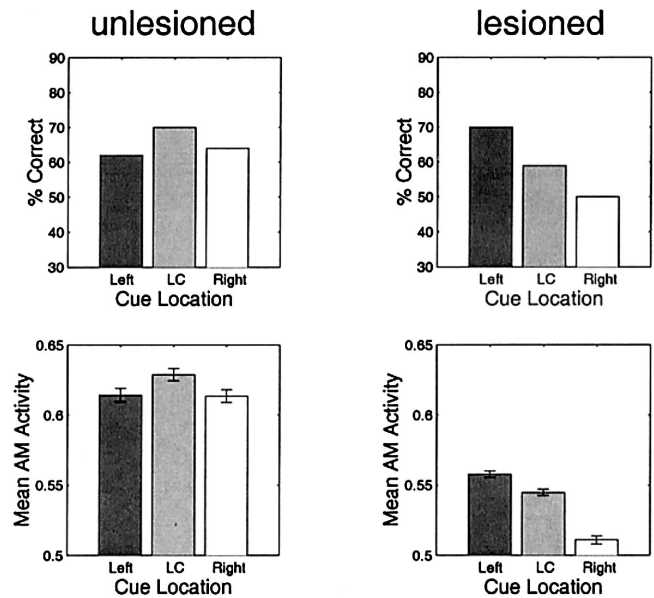 unlesioned
90
80
70
60
50
40
30
% Correct
Left LC Right
Cue Location
lesioned
90
80
70
60
50
40
30
% Correct
Left LC Right
Cue Location
0.65
0.6
0.55
0.5
Mean AM Activity
Left LC Right
Cue Location
0.65
0.6
0.55
0.5
Mean AM Activity
Left LC Right
Cue Location